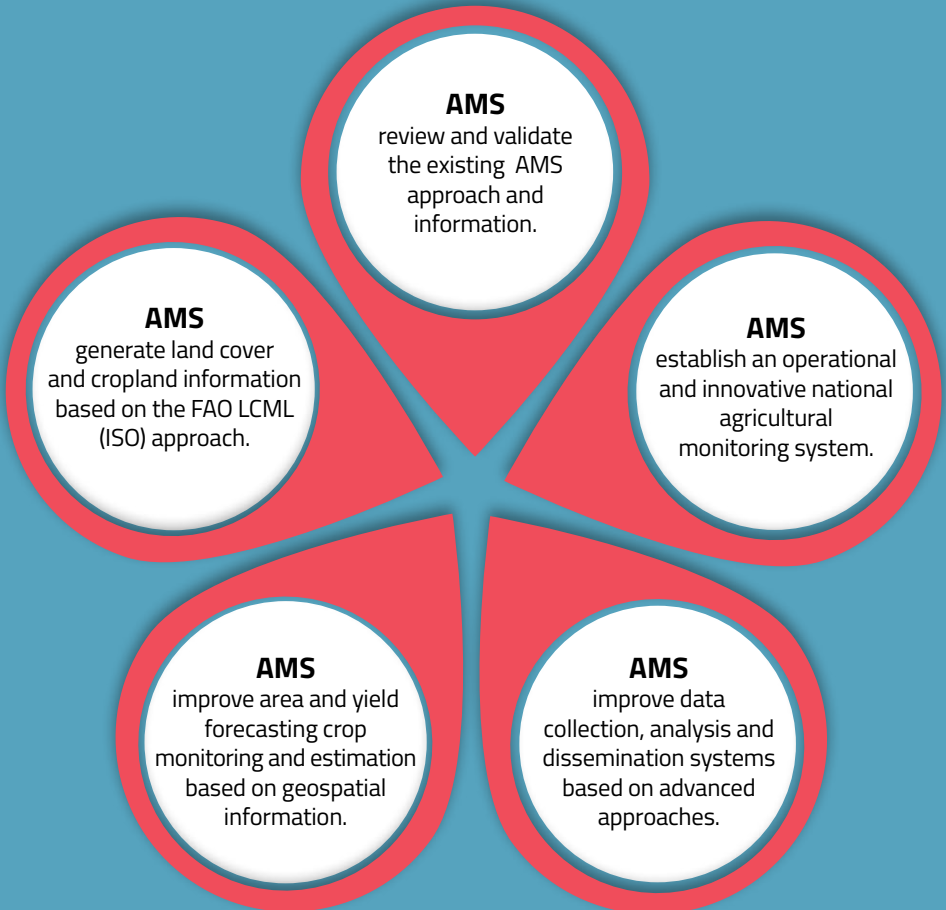 AMS
review and validate
the existing AMS
approach and
information.
AMS
generate land cover
and cropland information
based on the FAO LCML
(ISO) approach.
AMS
establish an operational
and innovative national
agricultural
monitoring system.
AMS
improve area and yield
forecasting crop
monitoring and estimation
based on geospatial
information.
AMS
improve data
collection, analysis and
dissemination systems
based on advanced
approaches.